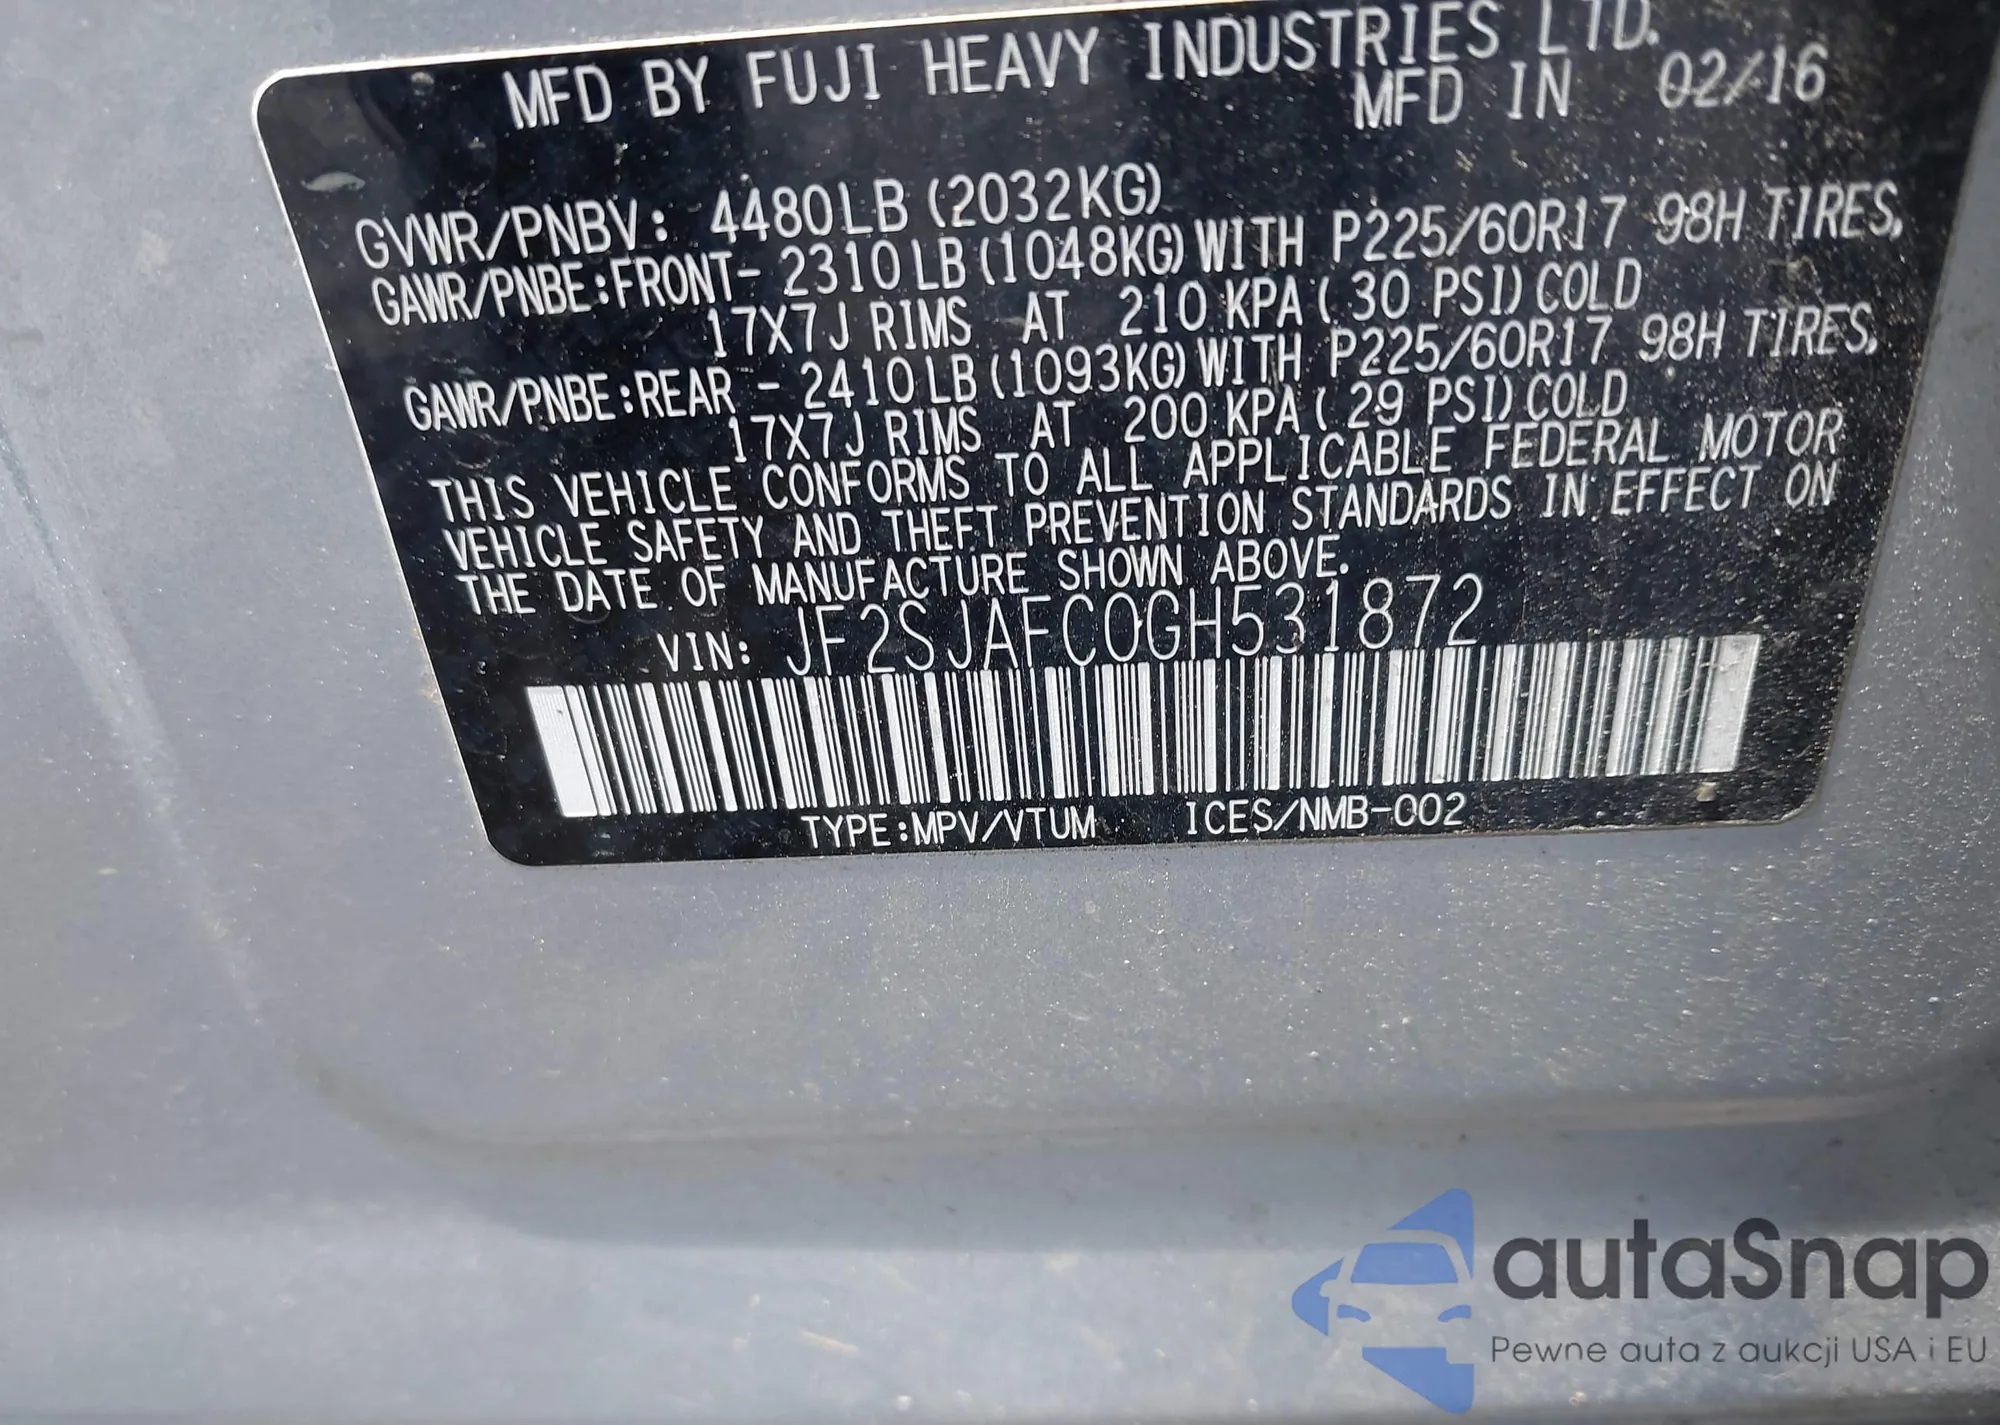 MFD BY FUJI HEAVY INDUSTRIES LTD.
MFD IN 02/16
GVWR/PNBV: 4480LB (2032KG)
GAWR/PNBE:FRONT- 2310LB (1048KG) WITH P225/60R17 98H TIRES,
17X7J RIMS AT 210 KPA ( 30 PSI) COLD
GAWR/PNBE:REAR - 2410LB (1093KG) WITH P225/60R17 98H TIRES,
17X7J RIMS AT 200 KPA ( 29 PSI) COLD
THIS VEHICLE CONFORMS TO ALL APPLICABLE FEDERAL MOTOR
VEHICLE SAFETY AND THEFT PREVENTION STANDARDS IN EFFECT ON
THE DATE OF MANUFACTURE SHOWN ABOVE.
VIN: JF2SJAFC0GH531872
TYPE:MPV/VTUM ICES/NMB-002
autaSnap
Pewne auta z aukcji USA i EU